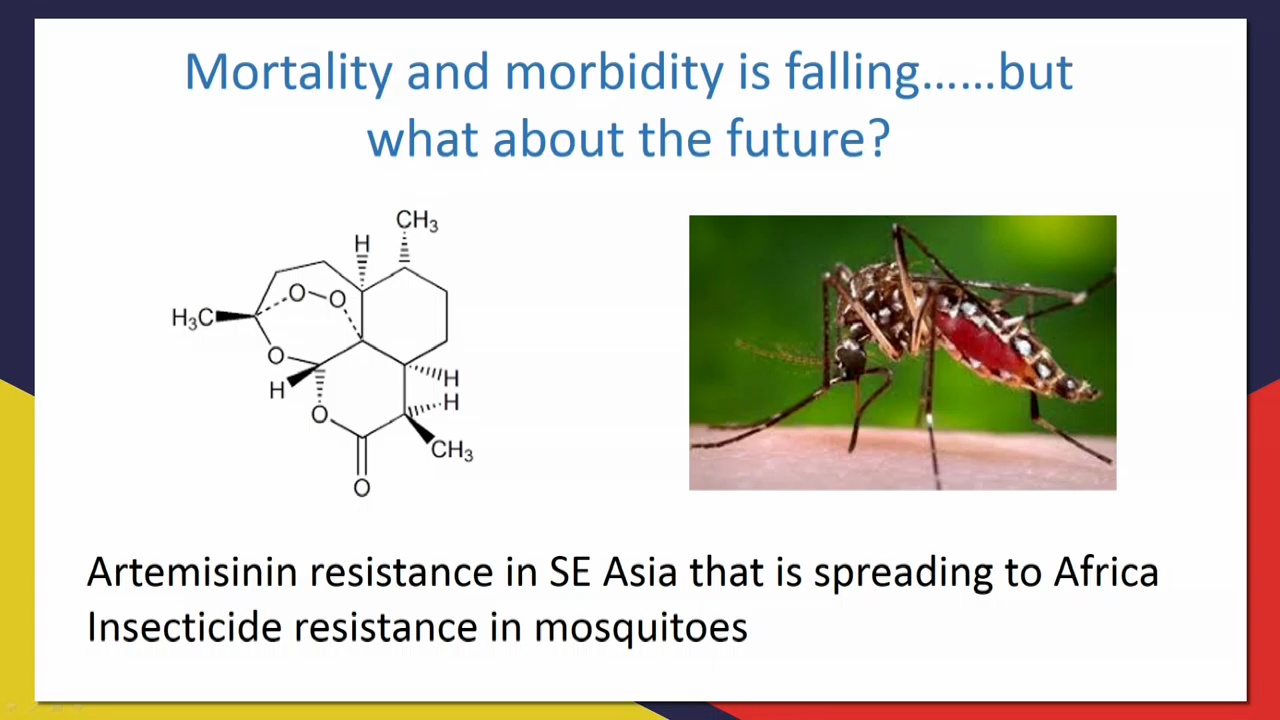 Mortality and morbidity is falling……but
what about the future?
CH3
H
O
O
H3C
O
H
H
H
O
CH3
O
Artemisinin resistance in SE Asia that is spreading to Africa
Insecticide resistance in mosquitoes